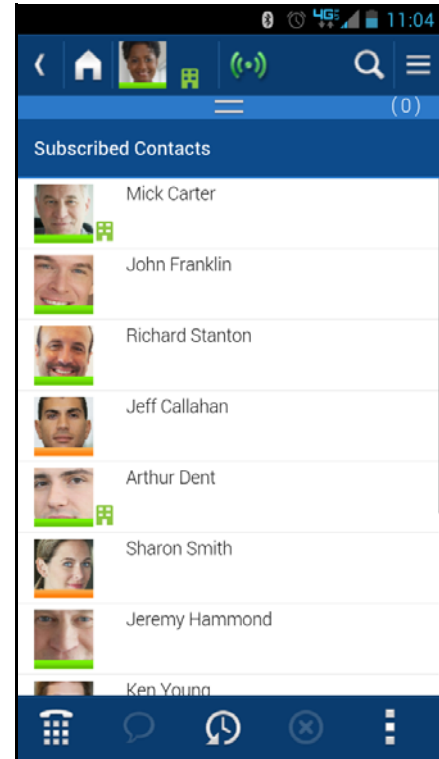 4G 11:04
(0)
Subscribed Contacts
Mick Carter
John Franklin
Richard Stanton
Jeff Callahan
Arthur Dent
Sharon Smith
Jeremy Hammond
Ken Young